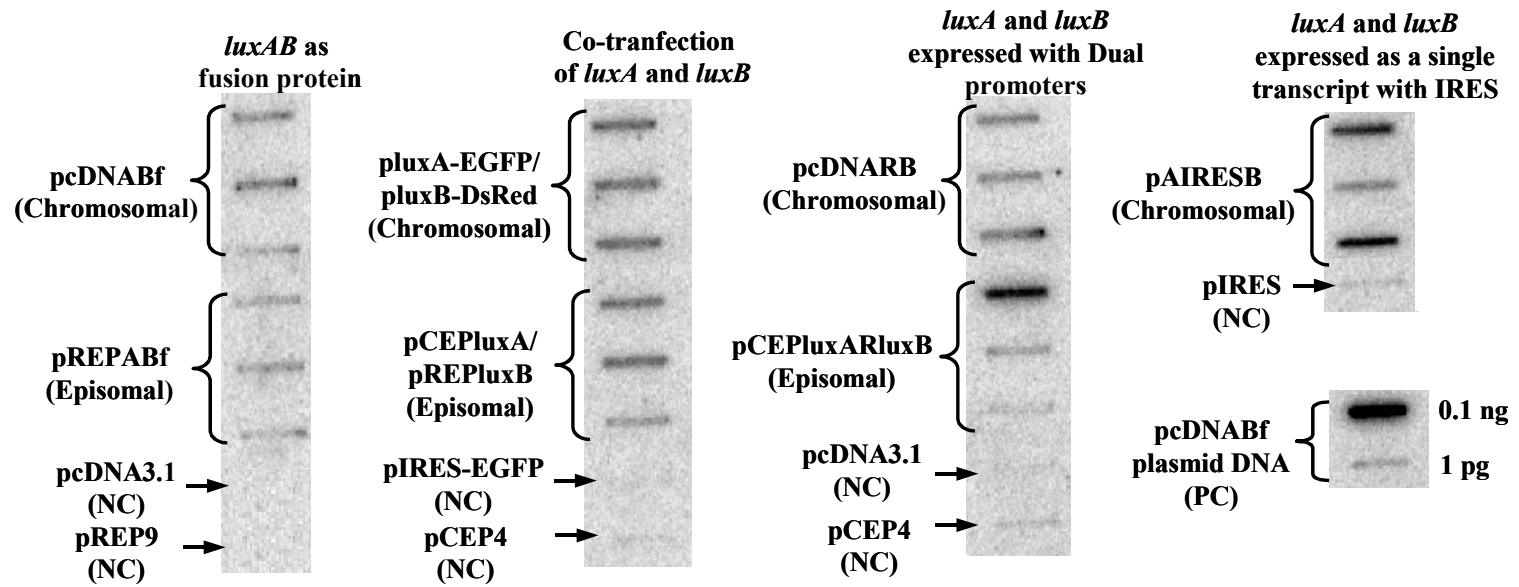 luxAB as
fusion protein
pcDNABf
(Chromosomal)
pREPABf
(Episomal)
pcDNA3.1
(NC)
pREP9
(NC)
Co-tranfection
of luxA and luxB
pluxA-EGFP/
pluxB-DsRed
(Chromosomal)
pCEPluxA/
pREPluxB
(Episomal)
pIRES-EGFP
(NC)
pCEP4
(NC)
luxA and luxB
expressed with Dual
promoters
pcDNARB
(Chromosomal)
pCEPluxARluxB
(Episomal)
pcDNA3.1
(NC)
pCEP4
(NC)
luxA and luxB
expressed as a single
transcript with IRES
pAIRESB
(Chromosomal)
pIRES
(NC)
pcDNABf
plasmid DNA
(PC)
0.1 ng
1 pg